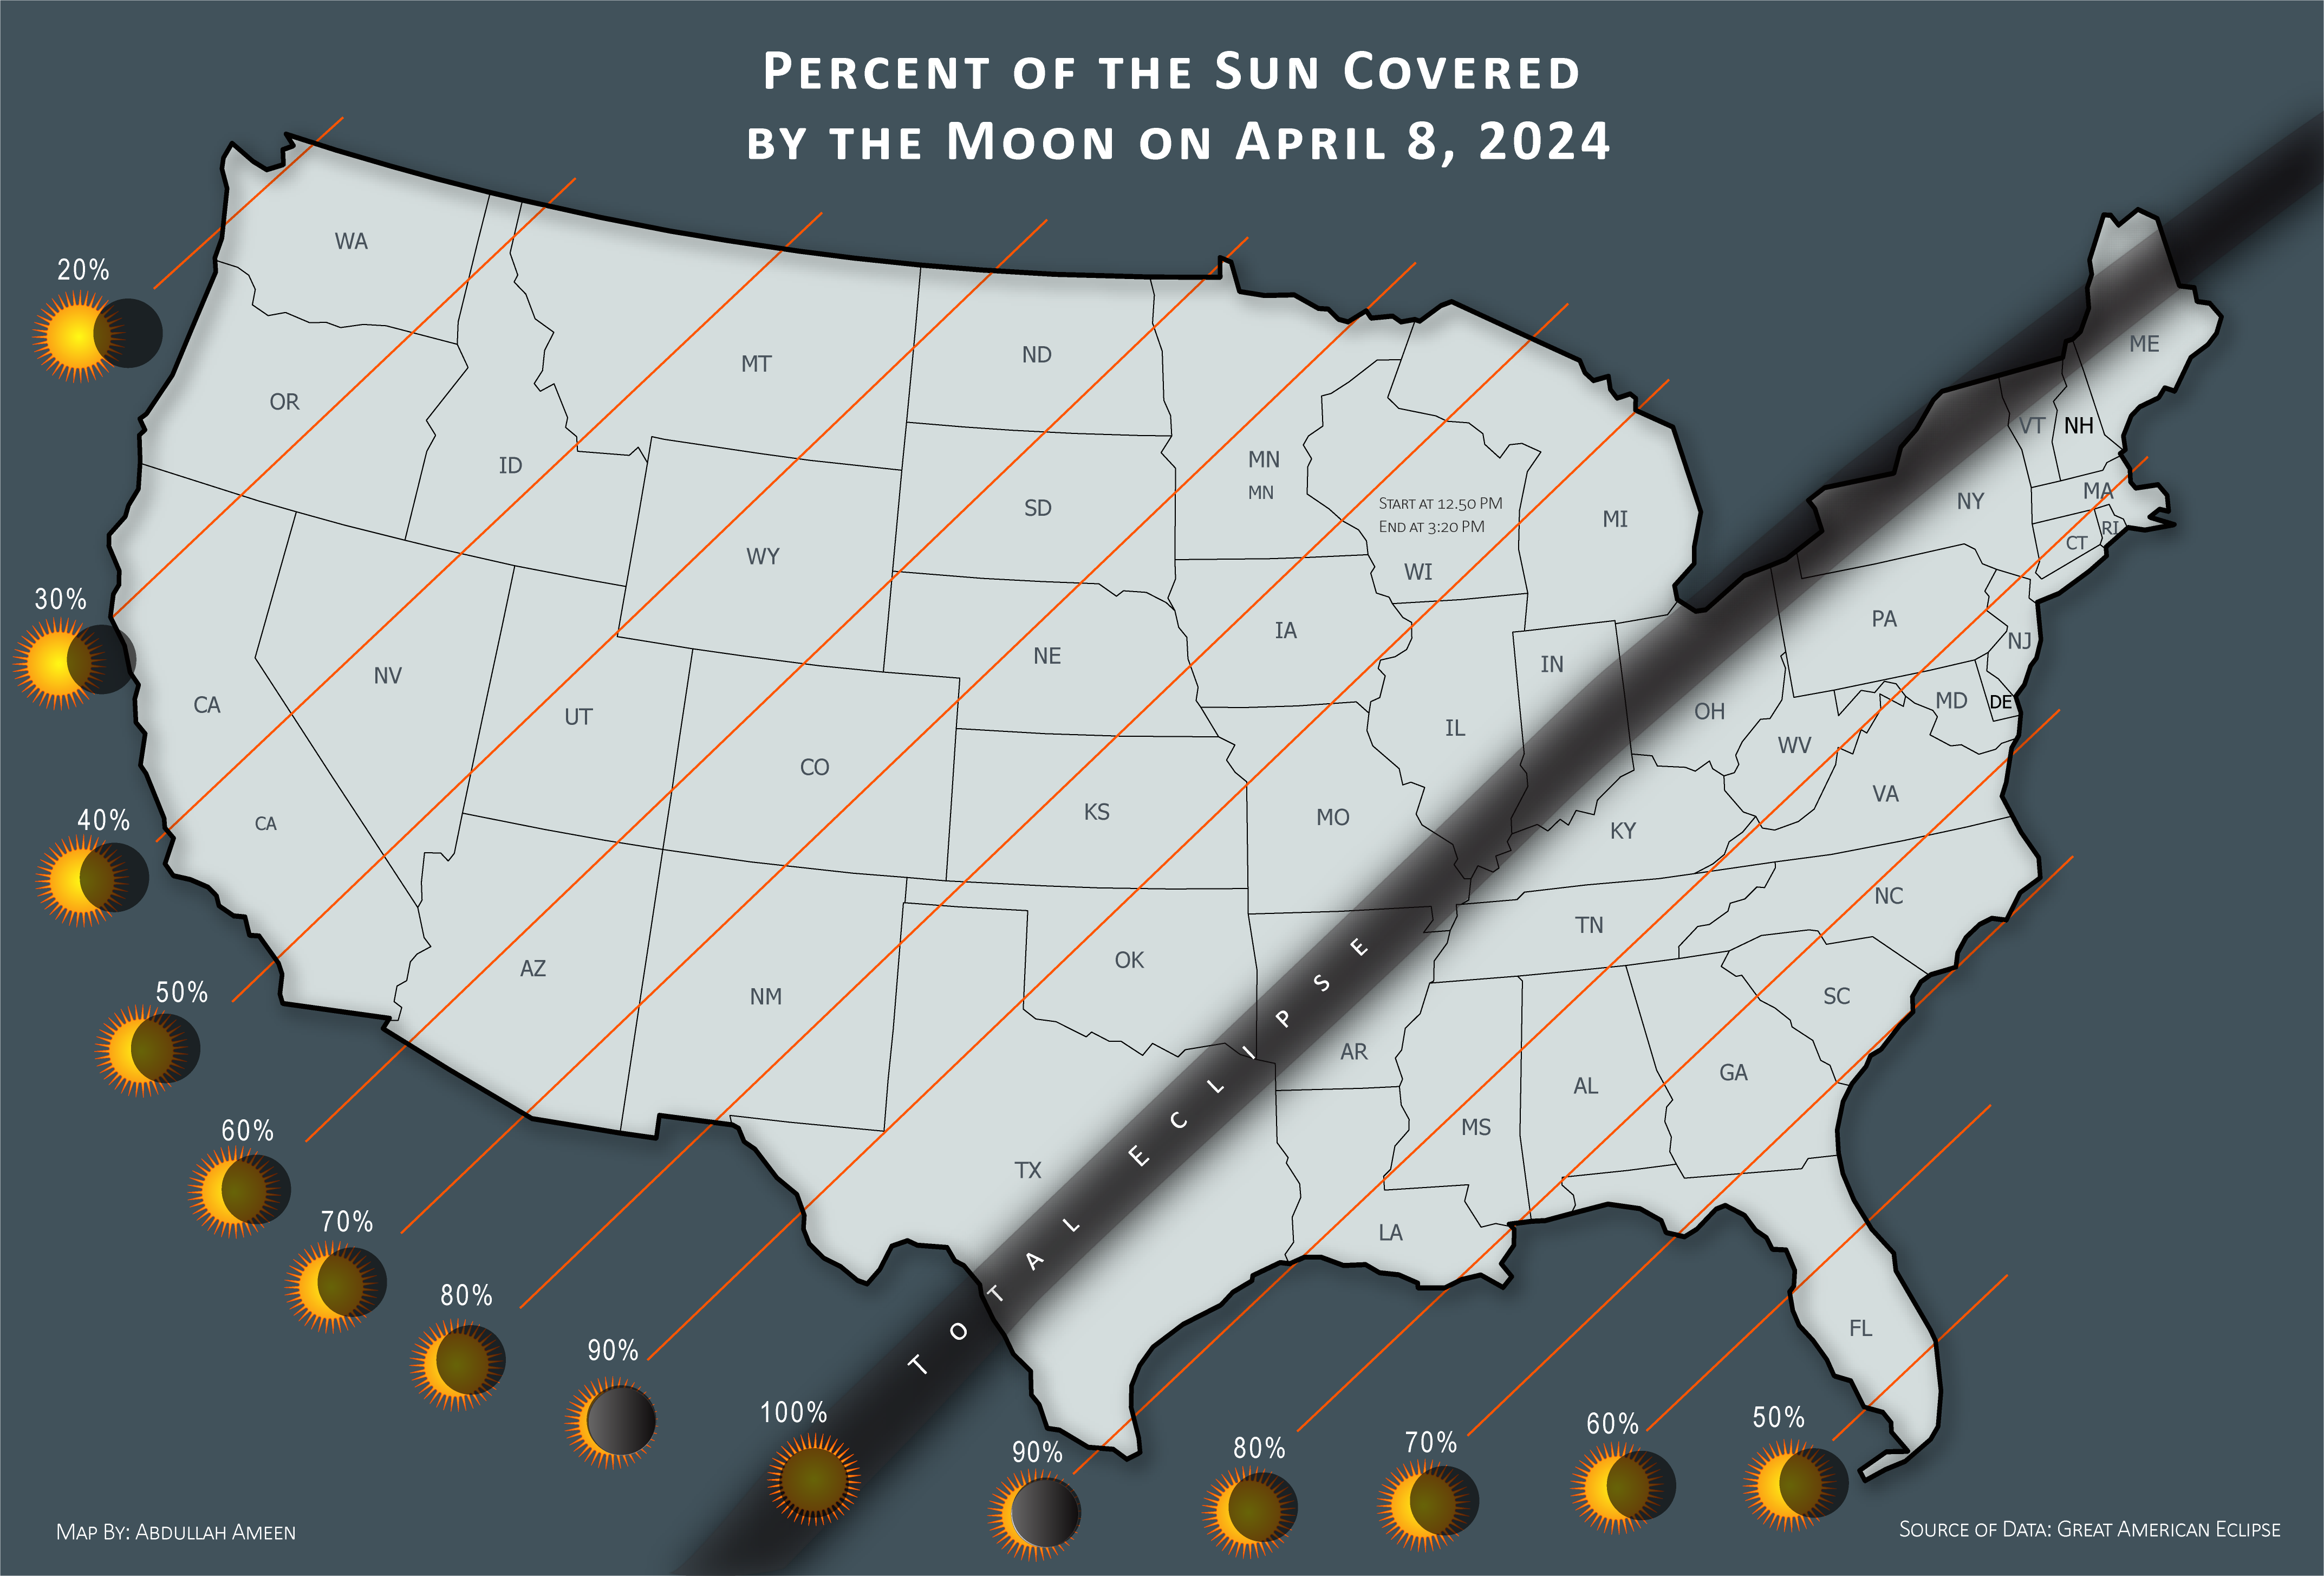 Percent of the Sun Covered
by the Moon on April 8, 2024
WA
20%
MT
ND
ME
OR
VT
NH
MN
ID
MN
MA
SD
START AT 12.50 PM
NY
MI
END AT 3:20 PM
RI
CT
WY
WI
30%
PA
IA
NJ
NE
IN
NV
CA
MD
DE
UT
OH
IL
WV
CO
VA
KS
MO
40%
CA
KY
NC
TN
OK
AZ
NM
SC
50%
AR
GA
AL
60%
MS
TX
70%
LA
80%
FL
90%
TOTAL ECLIPSE
100%
90%
80%
70%
60%
50%
Map By: Abdullah Ameen
Source of Data: Great American Eclipse